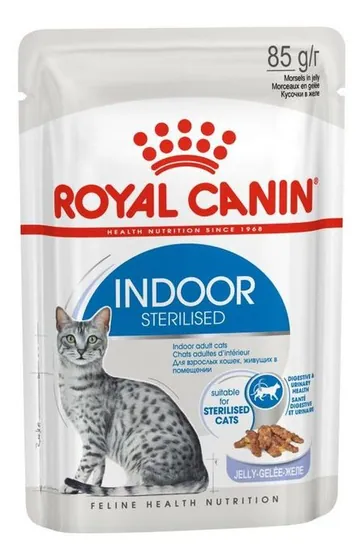 85 g/г
Morsels in jelly
Morceaux en gelée
Кусочки в желе
ROYAL CANIN®
HEALTH NUTRITION SINCE 1968
INDOOR
STERILISED
Indoor adult cats
Chats adultes d'intérieur
Для взрослых кошек, живущих в
помещении
suitable
for
STERILISED
CATS
DIGESTIVE &
URINARY HEALTH
SANTÉ
DIGESTIVE ET
URINAIRE
JELLY-GELÉE-ЖЕЛЕ
FELINE HEALTH NUTRITION